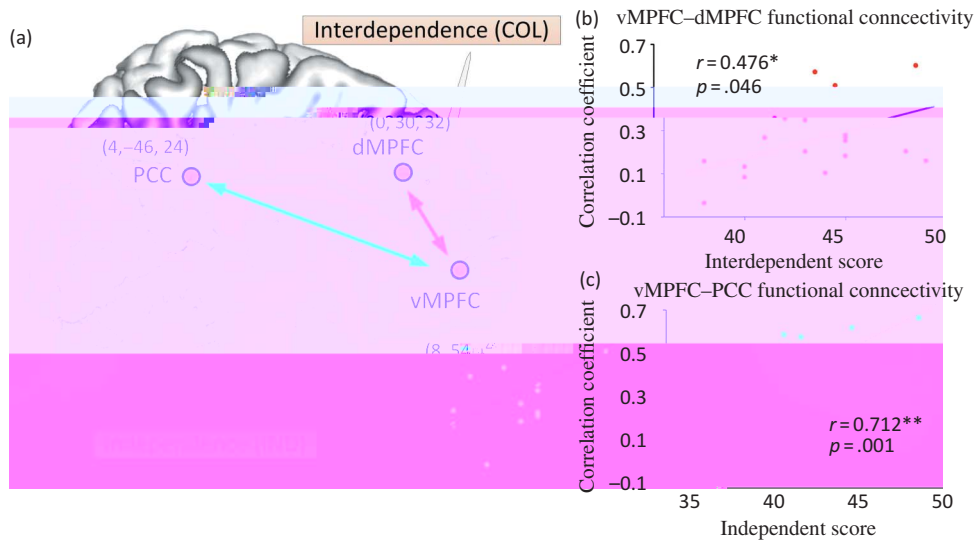 (a)
Interdependence (COL)
(0, 30, 32)
dMPFC
(4,–46, 24)
PCC
vMPFC
(8, 54
(b)
vMPFC–dMPFC functional conncectivity
Correlation coefficient
0.7
0.5
0.3
0.1
–0.1
r = 0.476*
p = .046
40
45
50
Interdependent score
(c)
vMPFC–PCC functional conncectivity
Correlation coefficient
0.7
0.5
0.3
0.1
–0.1
r = 0.712**
p = .001
35
40
45
50
Independent score